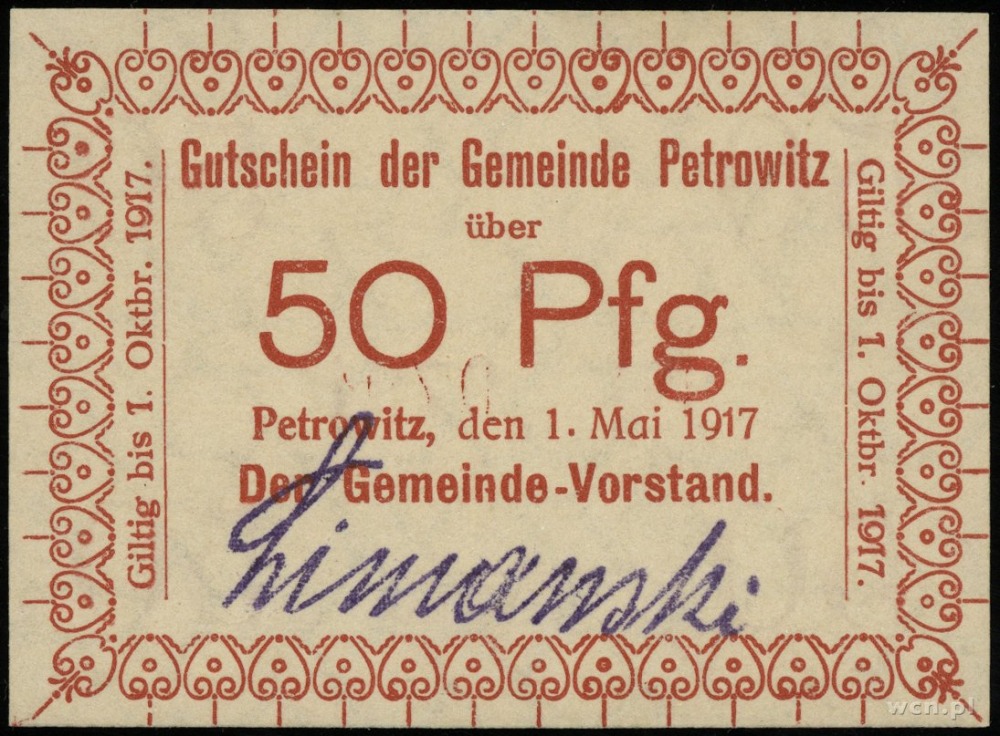 Gutschein der Gemeinde Petrowitz
über
50 Pfg.
Petrowitz, den 1. Mai 1917
Der Gemeinde-Vorstand.
Giltig bis 1. Oktbr. 1917.
Giltig bis 1. Oktbr. 1917.
wcn.pl